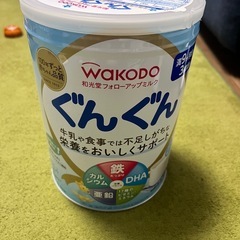 wakodo
和光堂フォローアップミルク
ぐんぐん
牛乳や食事では不足しがちな
栄養をおいしくサポート
鉄
カルシウム
DHA
亜鉛